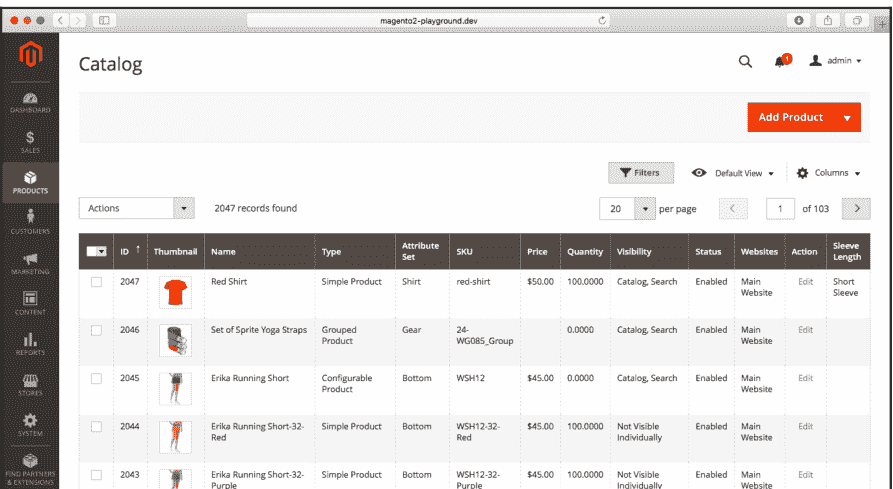 magento2-playground.dev
Catalog
1
admin
DASHBOARD
SALES
PRODUCTS
CUSTOMERS
MARKETING
CONTENT
REPORTS
STORES
SYSTEM
FIND PARTNERS
& EXTENSIONS
Add Product
Filters
Default View
Columns
Actions
2047 records found
20
per page
1
of 103
ID Thumbnail Name Type Attribute Set SKU Price Quantity Visibility Status Websites Action Sleeve Length
2047 Red Shirt Simple Product Shirt red-shirt $50.00 100.0000 Catalog, Search Enabled Main Website Edit Short Sleeve
2046 Set of Sprite Yoga Straps Grouped Product Gear 24-WG085_Group 0.0000 Catalog, Search Enabled Main Website Edit
2045 Erika Running Short Configurable Product Bottom WSH12 $45.00 0.0000 Catalog, Search Enabled Main Website Edit
2044 Erika Running Short-32-Red Simple Product Bottom WSH12-32-Red $45.00 100.0000 Not Visible Individually Enabled Main Website Edit
2043 Erika Running Short-32-Purple Simple Product Bottom WSH12-32-Purple $45.00 100.0000 Not Visible Individually Enabled Main Website Edit